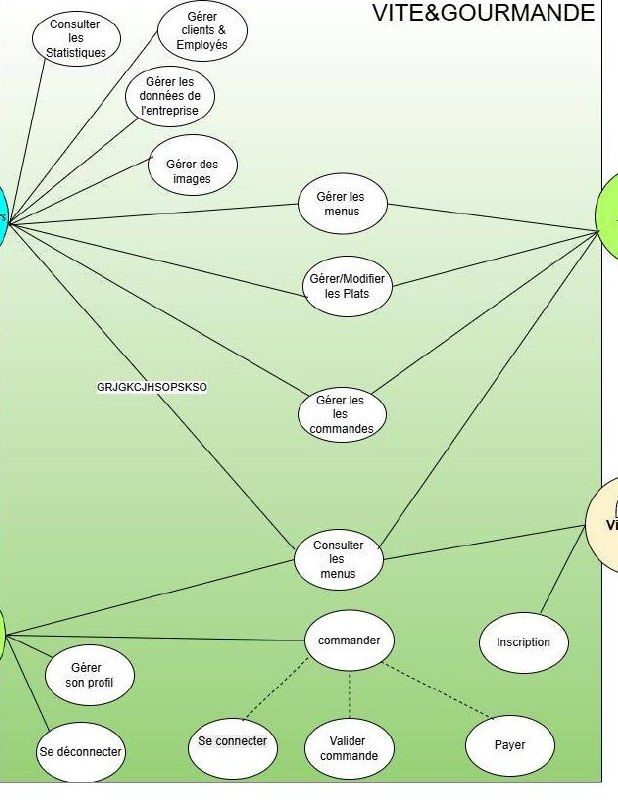 VITE&GOURMANDE
Consulter
les
Statistiques
Gérer
clients &
Employés
Gérer les
données de
l'entreprise
Gérer des
images
Gérer les
menus
Gérer/Modifier
les Plats
GRJGKCJHSOPSKSO
Gérer les
les
commandes
Consulter
les
menus
Vi
commander
Inscription
Gérer
son profil
Se déconnecter
Se connecter
Valider
commande
Payer